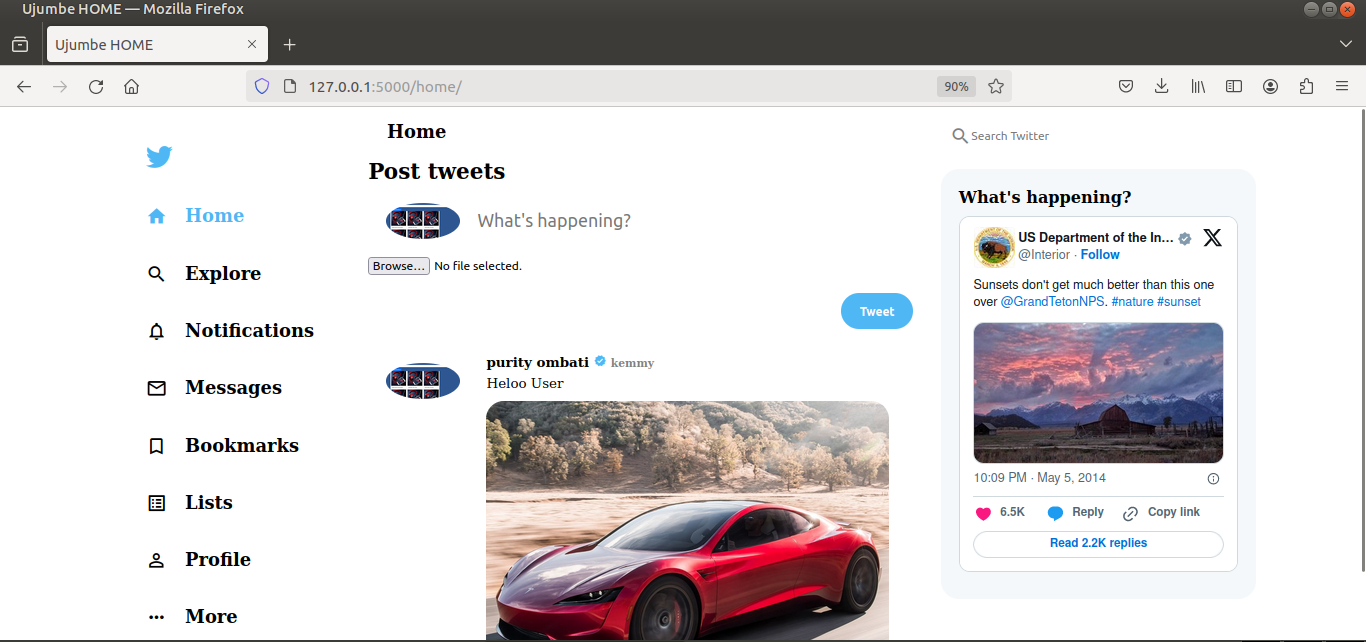 Ujumbe HOME — Mozilla Firefox
Ujumbe HOME
127.0.0.1:5000/home/
90%
Home
Explore
Notifications
Messages
Bookmarks
Lists
Profile
More
Home
Post tweets
What's happening?
Browse... No file selected.
Tweet
purity ombati kemmy
Heloo User
Search Twitter
What's happening?
US Department of the In...
@Interior · Follow
Sunsets don't get much better than this one
over @GrandTetonNPS. #nature #sunset
10:09 PM · May 5, 2014
6.5K Reply Copy link
Read 2.2K replies